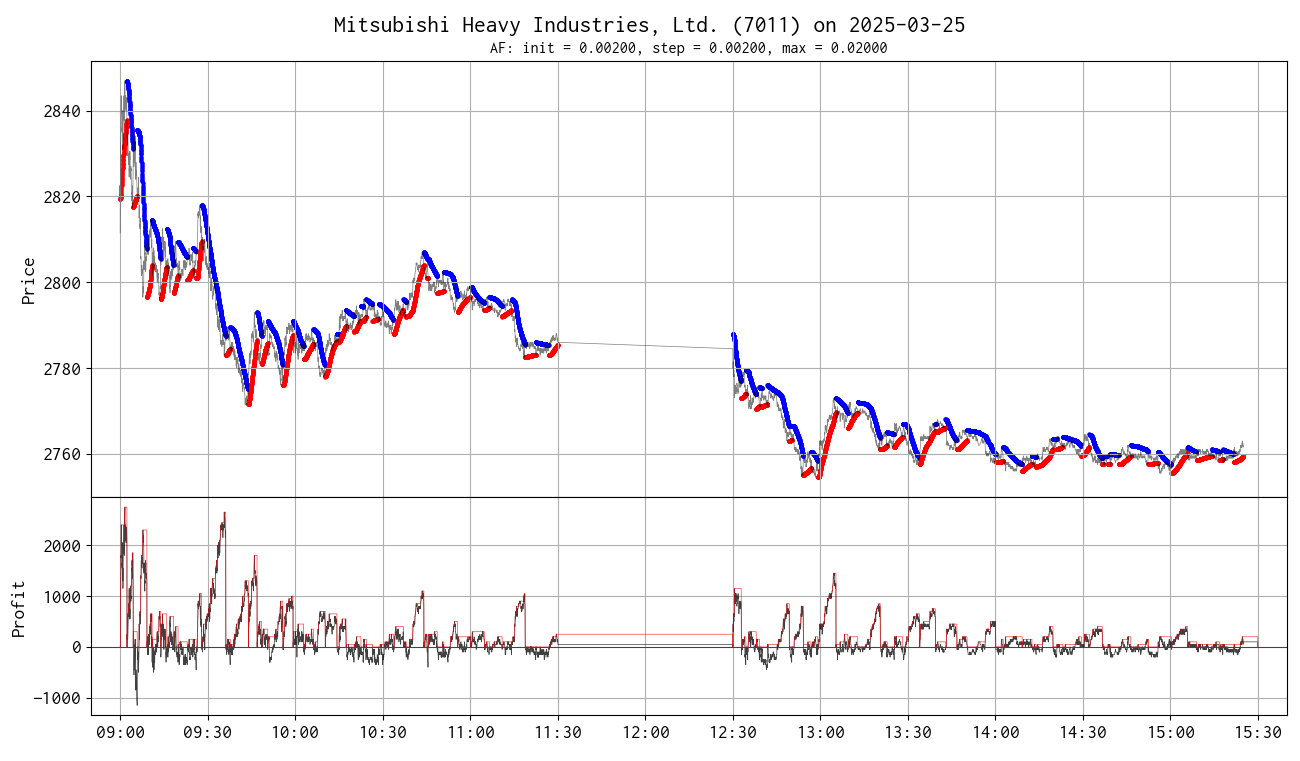 Mitsubishi Heavy Industries, Ltd. (7011) on 2025-03-25
AF: init = 0.00200, step = 0.00200, max = 0.02000
Price
2840
2820
2800
2780
2760
Profit
2000
1000
0
−1000
09:00 09:30 10:00 10:30 11:00 11:30 12:00 12:30 13:00 13:30 14:00 14:30 15:00 15:30